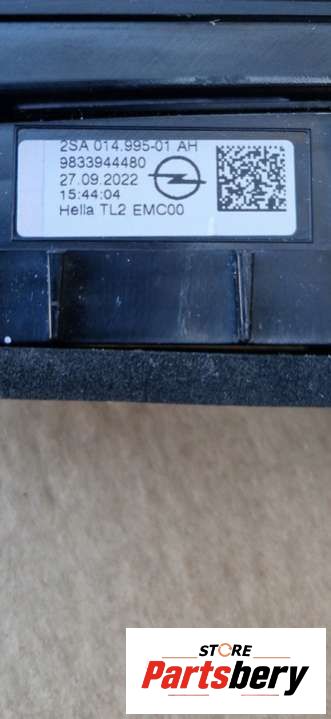 2SA 014.995-01 AH
9833944480
27.09.2022
15:44:04
Hella TL2 EMC00
STORE
Partsbery